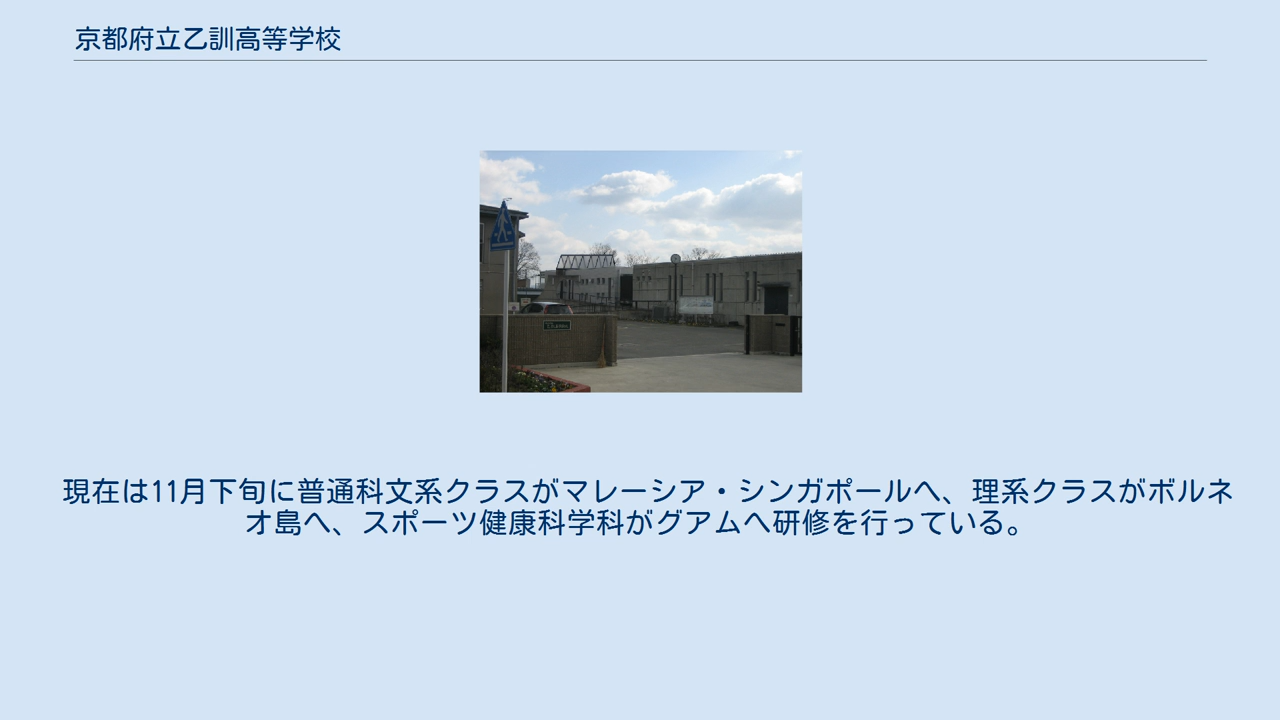 京都府立乙訓高等学校
現在は11月下旬に普通科文系クラスがマレーシア・シンガポールへ、理系クラスがボルネ
オ島へ、スポーツ健康科学科がグアムへ研修を行っている。